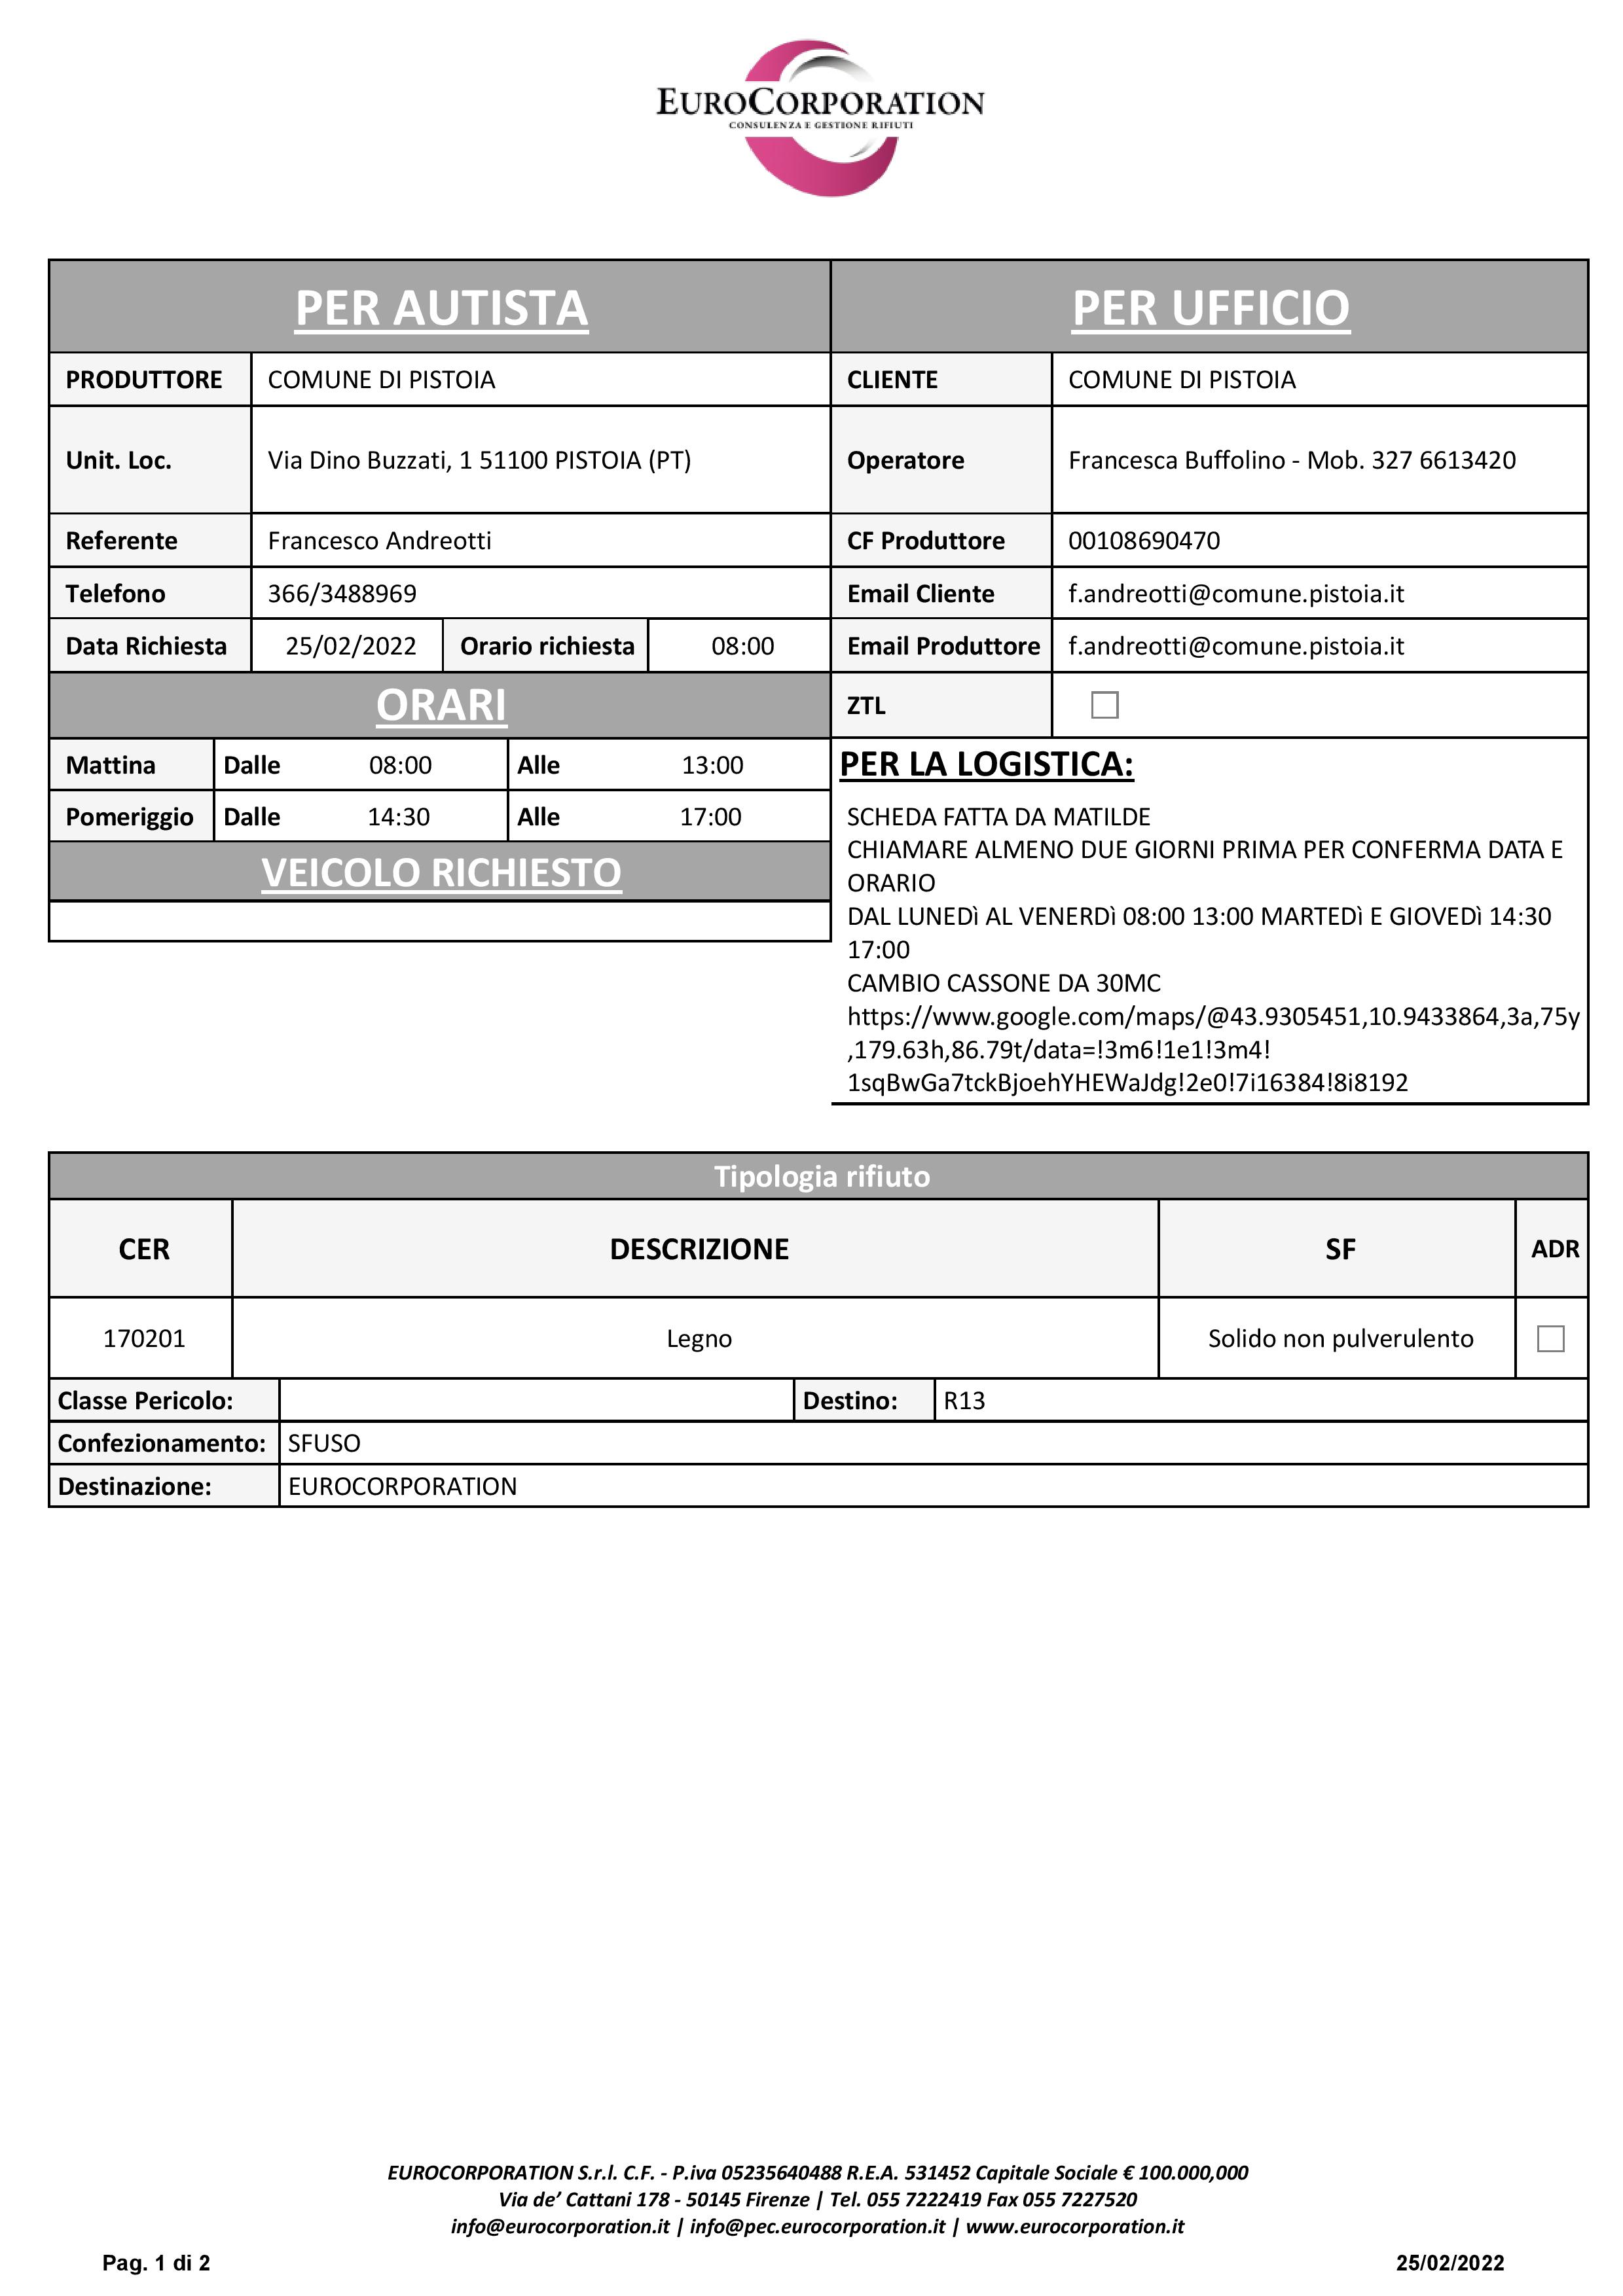 EUROCORPORATION
CONSULENZA E GESTIONE RIFIUTI
PER AUTISTA
PRODUTTORE COMUNE DI PISTOIA
Unit. Loc. Via Dino Buzzati, 1 51100 PISTOIA (PT)
Referente Francesco Andreotti
Telefono 366/3488969
Data Richiesta 25/02/2022 Orario richiesta 08:00
ORARI
Mattina Dalle 08:00 Alle 13:00
Pomeriggio Dalle 14:30 Alle 17:00
VEICOLO RICHIESTO
PER UFFICIO
CLIENTE COMUNE DI PISTOIA
Operatore Francesca Buffolino - Mob. 327 6613420
CF Produttore 00108690470
Email Cliente f.andreotti@comune.pistoia.it
Email Produttore f.andreotti@comune.pistoia.it
ZTL
PER LA LOGISTICA:
SCHEDA FATTA DA MATILDE
CHIAMARE ALMENO DUE GIORNI PRIMA PER CONFERMA DATA E
ORARIO
DAL LUNEDì AL VENERDì 08:00 13:00 MARTEDì E GIOVEDì 14:30
17:00
CAMBIO CASSONE DA 30MC
https://www.google.com/maps/@43.9305451,10.9433864,3a,75y
,179.63h,86.79t/data=!3m6!1e1!3m4!
1sqBwGa7tckBjoehYHEWaJdg!2e0!7i16384!8i8192
Tipologia rifiuto
CER DESCRIZIONE SF ADR
170201 Legno Solido non pulverulento
Classe Pericolo: Destino: R13
Confezionamento: SFUSO
Destinazione: EUROCORPORATION
EUROCORPORATION S.r.l. C.F. - P.iva 05235640488 R.E.A. 531452 Capitale Sociale € 100.000,000
Via de’ Cattani 178 - 50145 Firenze | Tel. 055 7222419 Fax 055 7227520
info@eurocorporation.it | info@pec.eurocorporation.it | www.eurocorporation.it
Pag. 1 di 2 25/02/2022